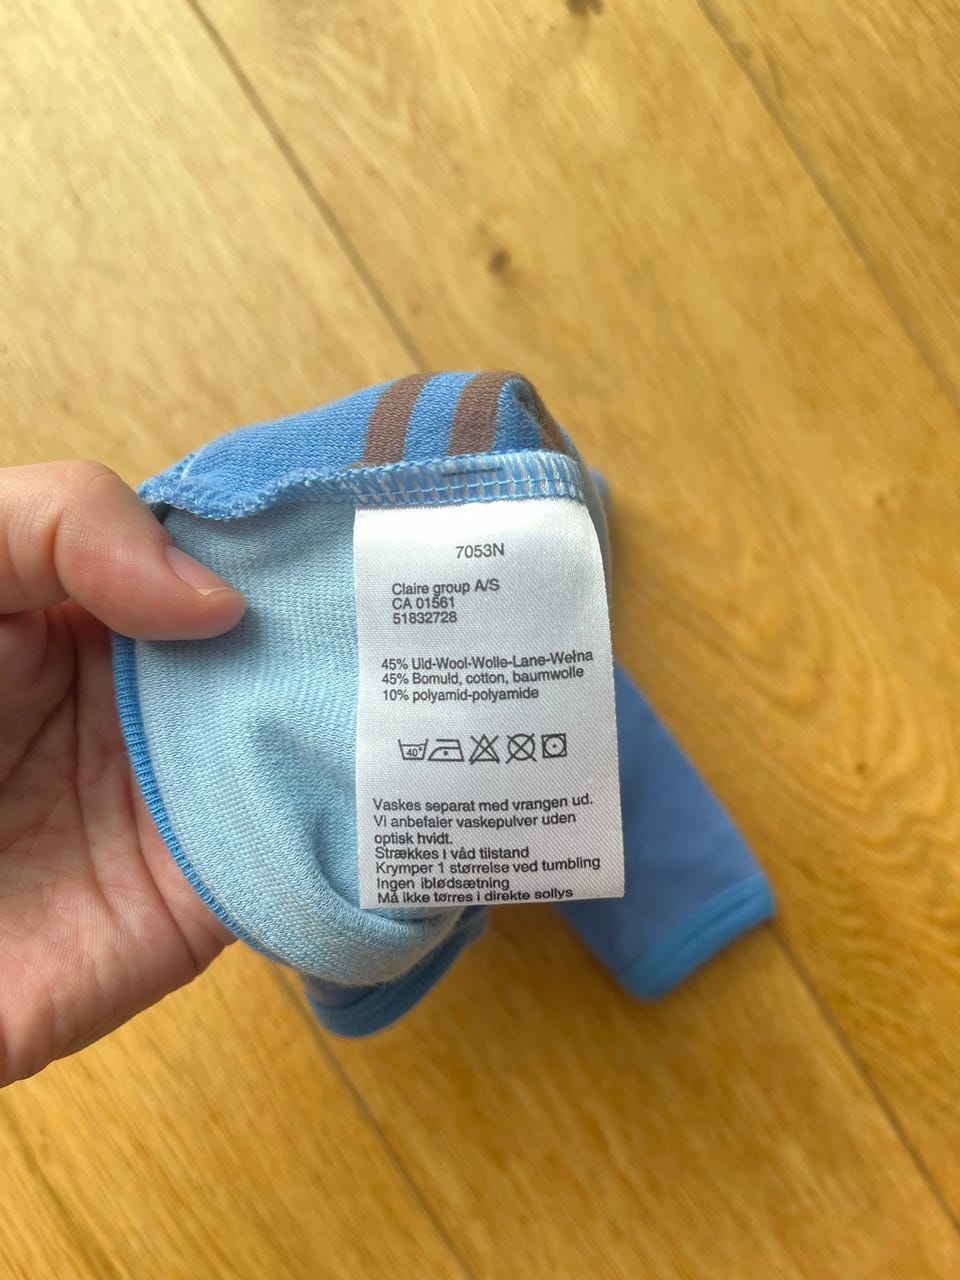 7053N
Claire group A/S
CA 01561
51832728
45% Uld-Wool-Wolle-Lane-Wełna
45% Bomuld, cotton, baumwolle
10% polyamid-polyamide
40°
Vaskes separat med vrangen ud.
Vi anbefaler vaskepulver uden
optisk hvidt.
Strækkes i våd tilstand
Krymper 1 størrelse ved tumbling
Ingen iblødsætning
Må ikke tørres i direkte sollys